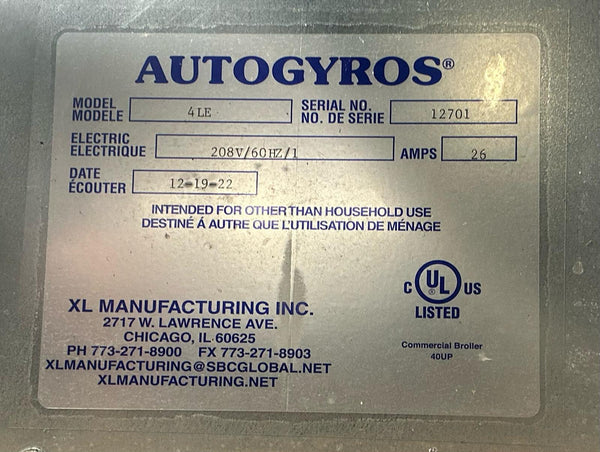 AUTOGYROS®
MODEL
MODELE
4LE
SERIAL NO.
NO. DE SERIE
12701
ELECTRIC
ELECTRIQUE
208V/60HZ/1
AMPS
26
DATE
ÉCOUTER
12-19-22
INTENDED FOR OTHER THAN HOUSEHOLD USE
DESTINÉ Á AUTRE QUE L'UTILISATION DE MÉNAGE
XL MANUFACTURING INC.
2717 W. LAWRENCE AVE.
CHICAGO, IL 60625
PH 773-271-8900 FX 773-271-8903
XLMANUFACTURING@SBCGLOBAL.NET
XLMANUFACTURING.NET
C UL® US
LISTED
Commercial Broiler
40UP